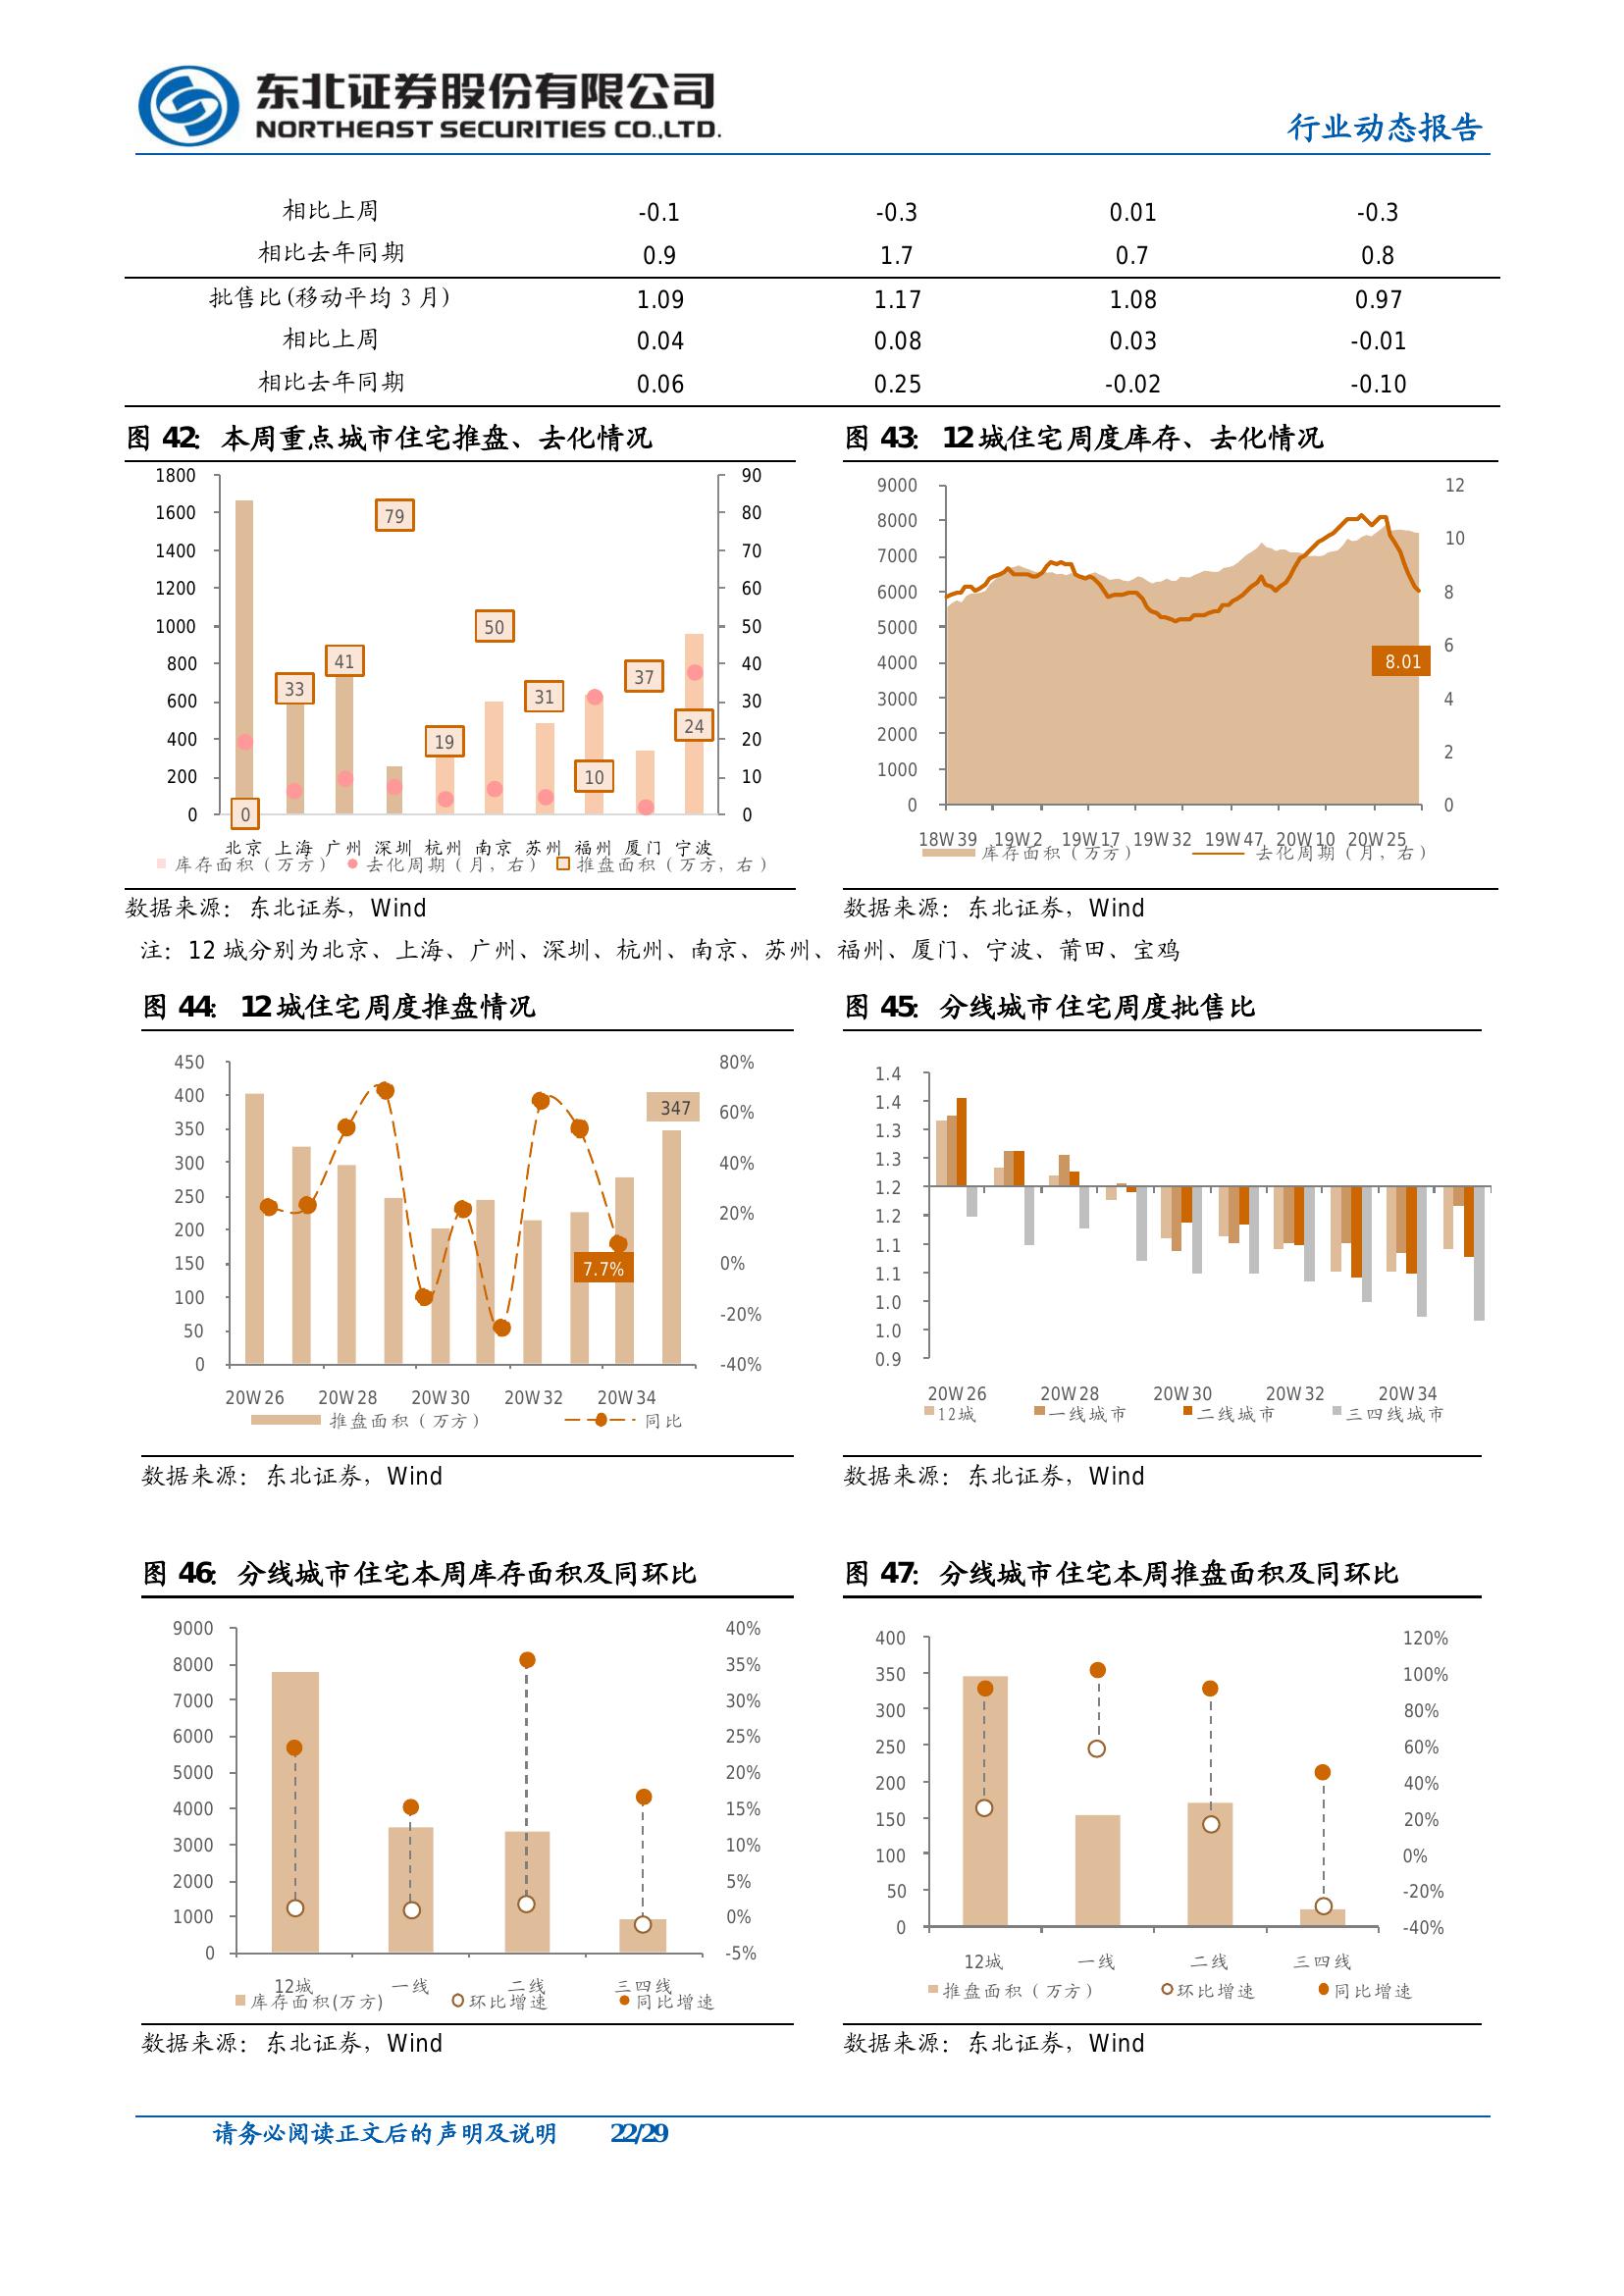 东北证券股份有限公司
NORTHEAST SECURITIES CO.,LTD.
行业动态报告
相比上周 -0.1 -0.3 0.01 -0.3
相比去年同期 0.9 1.7 0.7 0.8
批售比(移动平均 3 月) 1.09 1.17 1.08 0.97
相比上周 0.04 0.08 0.03 -0.01
相比去年同期 0.06 0.25 -0.02 -0.10
图 42：本周重点城市住宅推盘、去化情况
1800 90
1600 80
1400 70
1200 60
1000 50
800 40
600 30
400 20
200 10
0 0
0 33 41 79 19 50 31 10 37 24
北京 上海 广州 深圳 杭州 南京 苏州 福州 厦门 宁波
库存面积（万方） 去化周期（月，右） 推盘面积（万方，右）
数据来源：东北证券，Wind
图 43：12 城住宅周度库存、去化情况
9000 12
8000 10
7000
6000 8
5000 6
4000 8.01
3000 4
2000 2
1000
0 0
18W39 19W2 19W17 19W32 19W47 20W10 20W25
库存面积（万方） 去化周期（月，右）
数据来源：东北证券，Wind
注：12 城分别为北京、上海、广州、深圳、杭州、南京、苏州、福州、厦门、宁波、莆田、宝鸡
图 44：12 城住宅周度推盘情况
450 80%
400 60%
350 347
300 40%
250 20%
200
150 0%
7.7%
100 -20%
50
0 -40%
20W26 20W28 20W30 20W32 20W34
推盘面积（万方） 同比
数据来源：东北证券，Wind
图 45：分线城市住宅周度批售比
1.4
1.4
1.3
1.3
1.2
1.2
1.1
1.1
1.0
1.0
0.9
20W26 20W28 20W30 20W32 20W34
12城 一线城市 二线城市 三四线城市
数据来源：东北证券，Wind
图 46：分线城市住宅本周库存面积及同环比
9000 40%
8000 35%
7000 30%
6000 25%
5000 20%
4000 15%
3000 10%
2000 5%
1000 0%
0 -5%
12城 一线 二线 三四线
库存面积(万方) 环比增速 同比增速
数据来源：东北证券，Wind
图 47：分线城市住宅本周推盘面积及同环比
400 120%
350 100%
300 80%
250 60%
200 40%
150 20%
100 0%
50 -20%
0 -40%
12城 一线 二线 三四线
推盘面积（万方） 环比增速 同比增速
数据来源：东北证券，Wind
请务必阅读正文后的声明及说明 22/29